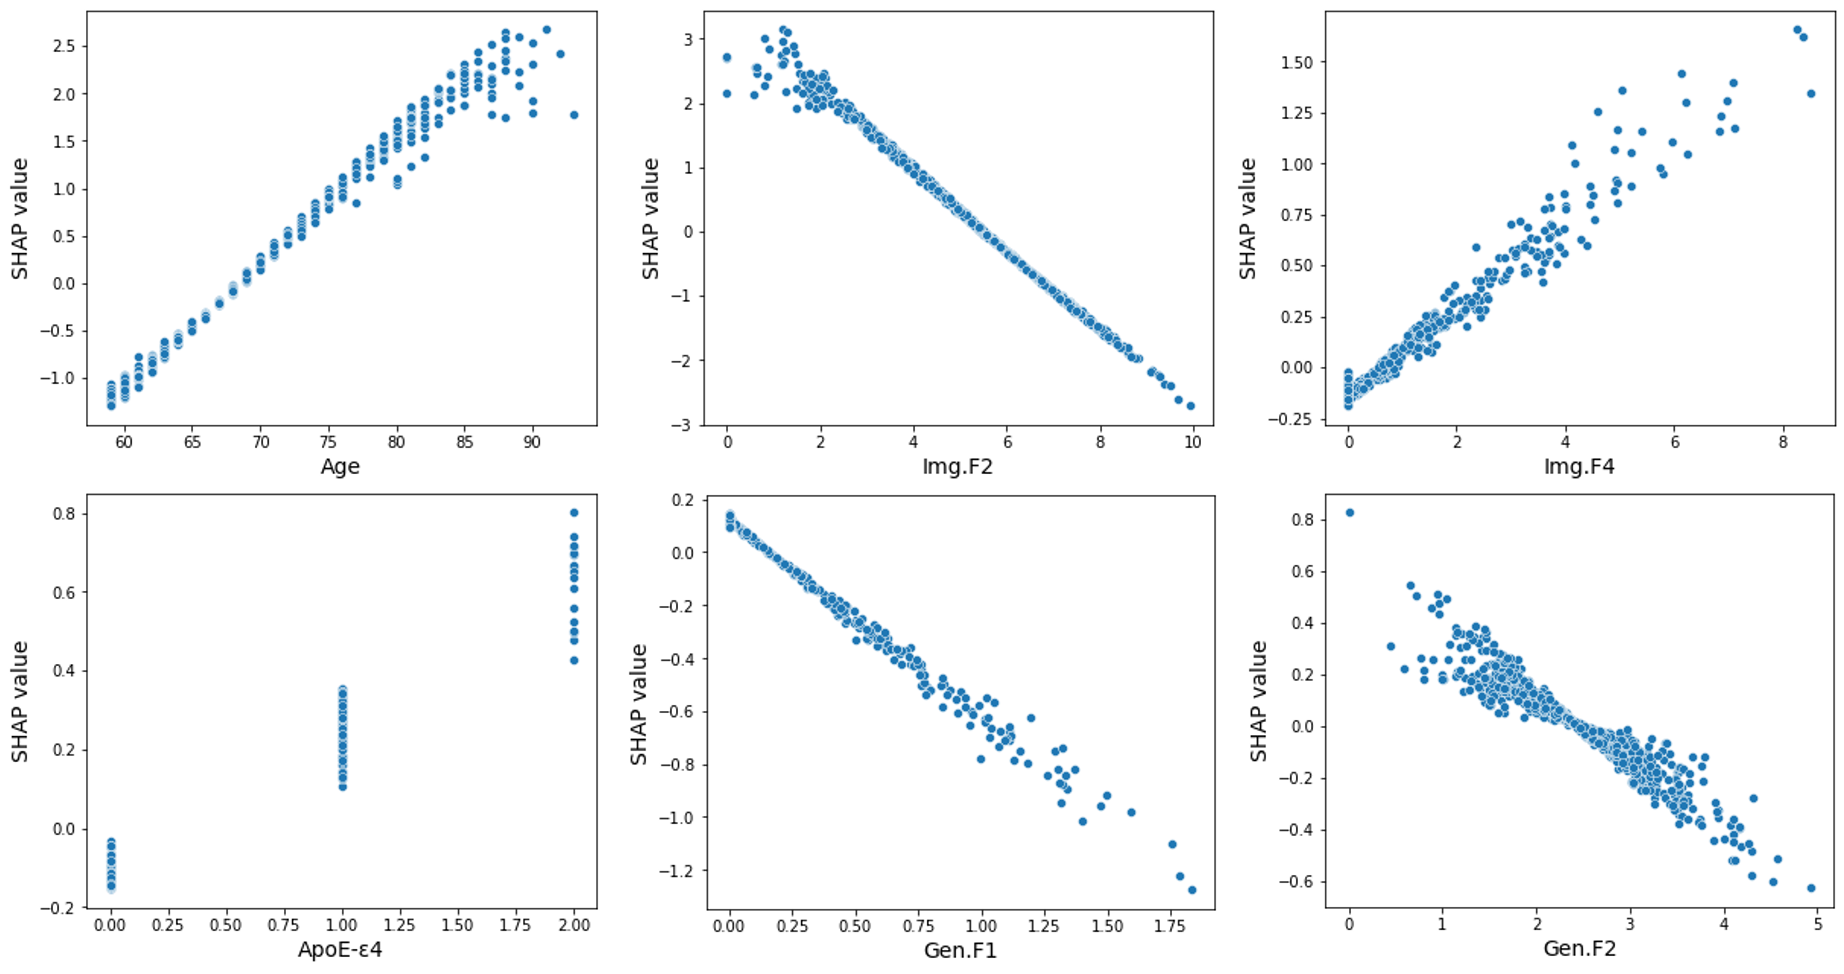 SHAP value
2.5
2.0
1.5
1.0
0.5
0.0
−0.5
−1.0
60 65 70 75 80 85 90
Age
SHAP value
3
2
1
0
−1
−2
−3
0 2 4 6 8 10
Img.F2
SHAP value
1.50
1.25
1.00
0.75
0.50
0.25
0.00
−0.25
0 2 4 6 8
Img.F4
SHAP value
0.8
0.6
0.4
0.2
0.0
−0.2
0.00 0.25 0.50 0.75 1.00 1.25 1.50 1.75 2.00
ApoE-ε4
SHAP value
0.2
0.0
−0.2
−0.4
−0.6
−0.8
−1.0
−1.2
0.00 0.25 0.50 0.75 1.00 1.25 1.50 1.75
Gen.F1
SHAP value
0.8
0.6
0.4
0.2
0.0
−0.2
−0.4
−0.6
0 1 2 3 4 5
Gen.F2